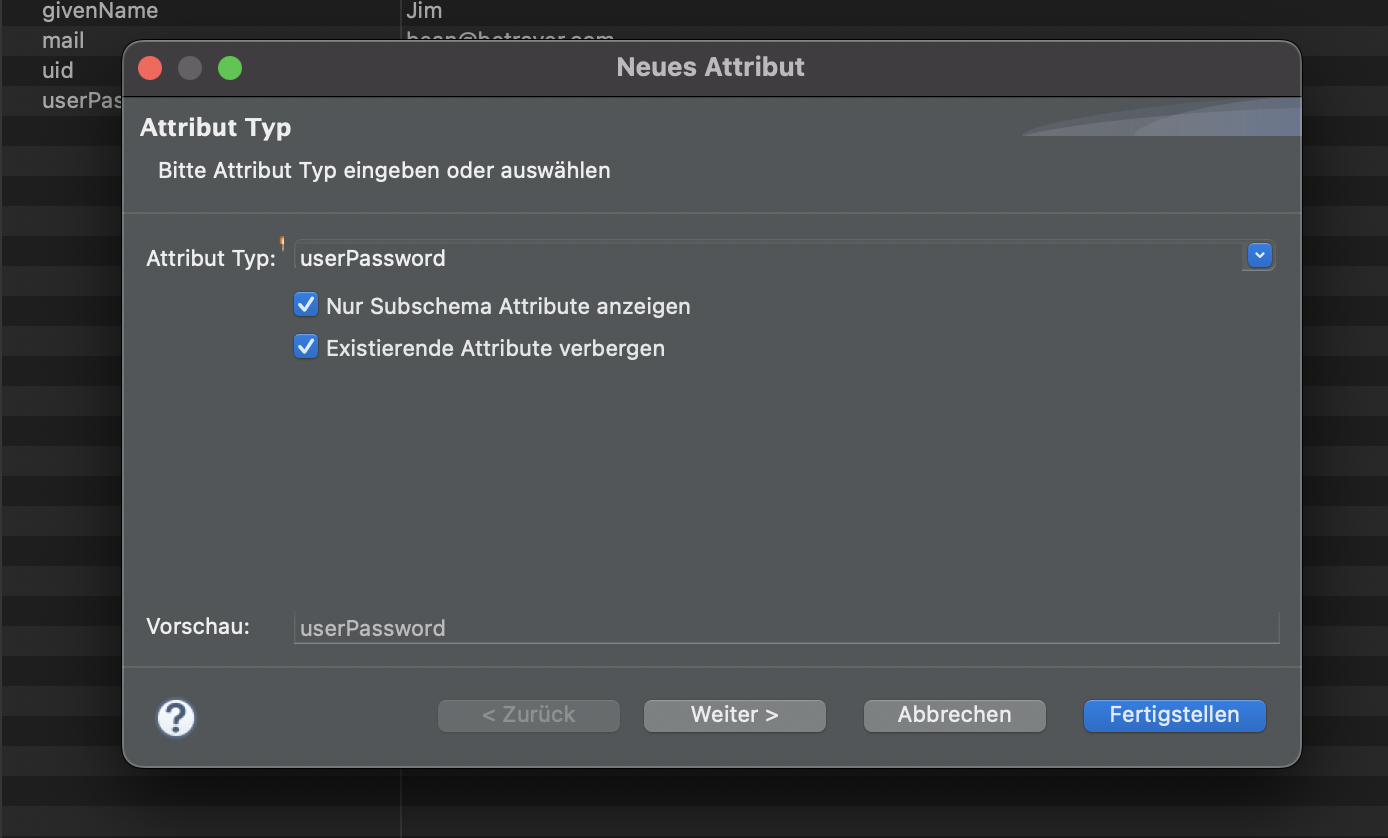 givenName Jim
mail
uid
userPas
Neues Attribut
Attribut Typ
Bitte Attribut Typ eingeben oder auswählen
Attribut Typ: userPassword
Nur Subschema Attribute anzeigen
Existierende Attribute verbergen
Vorschau: userPassword
? < Zurück Weiter > Abbrechen Fertigstellen